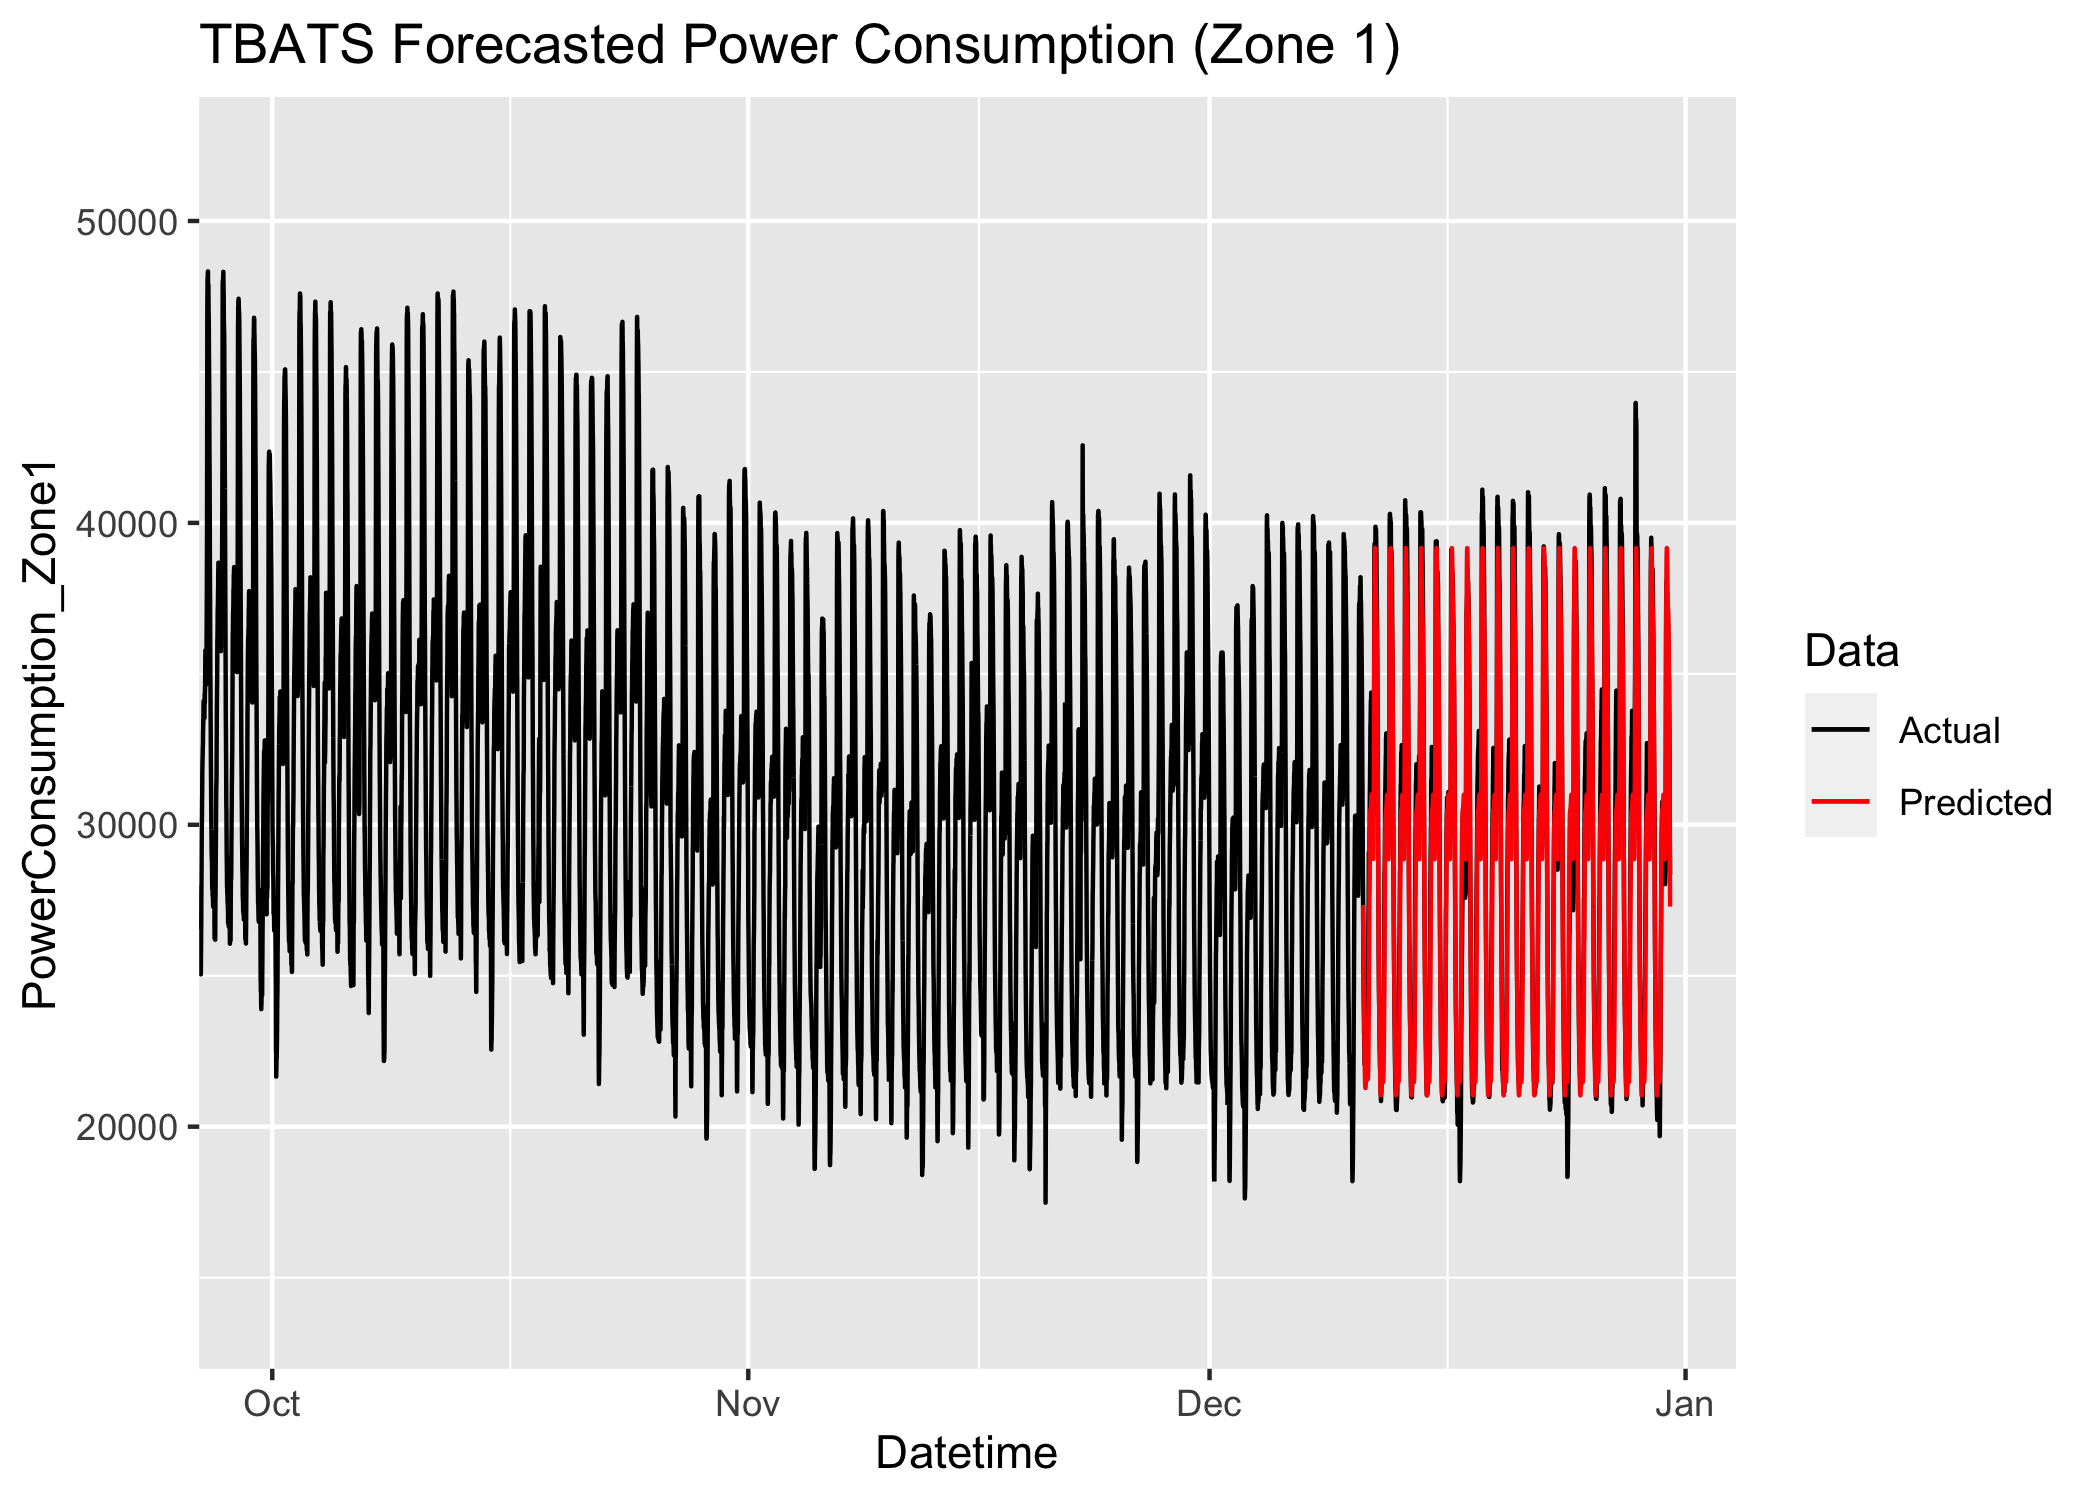 TBATS Forecasted Power Consumption (Zone 1)
PowerConsumption_Zone1
50000
40000
30000
20000
Oct
Nov
Dec
Jan
Datetime
Data
Actual
Predicted